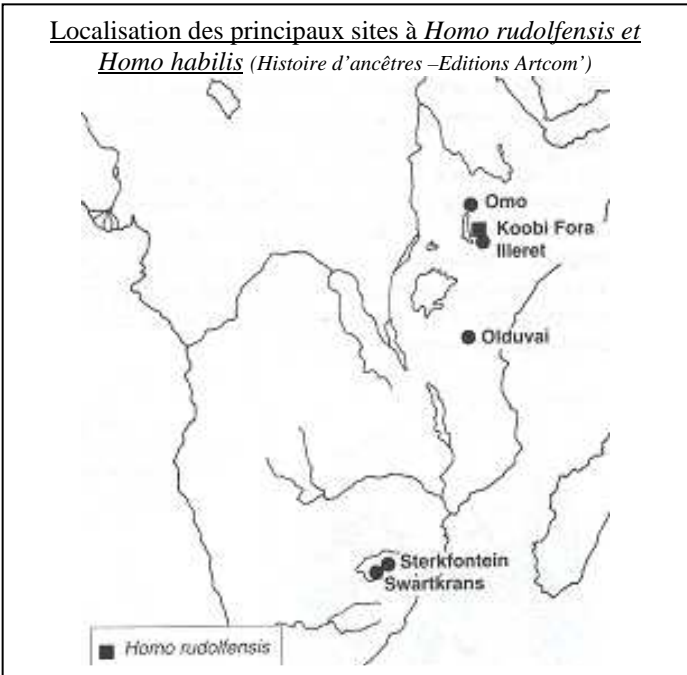 Localisation des principaux sites à Homo rudolfensis et
Homo habilis (Histoire d'ancêtres –Editions Artcom')
Omo
Koobi Fora
Illeret
Olduvai
Sterkfontein
Swartkrans
Homo rudolfensis